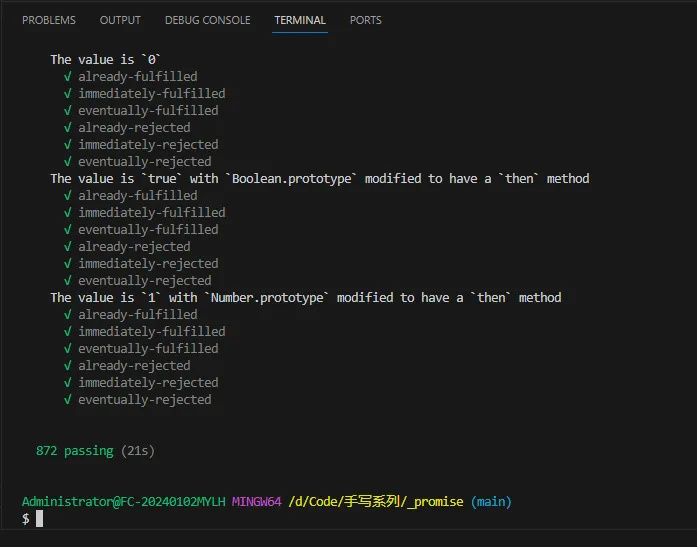 PROBLEMS OUTPUT DEBUG CONSOLE TERMINAL PORTS
The value is `0`
√ already-fulfilled
√ immediately-fulfilled
√ eventually-fulfilled
√ already-rejected
√ immediately-rejected
√ eventually-rejected
The value is `true` with `Boolean.prototype` modified to have a `then` method
√ already-fulfilled
√ immediately-fulfilled
√ eventually-fulfilled
√ already-rejected
√ immediately-rejected
√ eventually-rejected
The value is `1` with `Number.prototype` modified to have a `then` method
√ already-fulfilled
√ immediately-fulfilled
√ eventually-fulfilled
√ already-rejected
√ immediately-rejected
√ eventually-rejected
872 passing (21s)
Administrator@FC-20240102MYLH MINGW64 /d/Code/手写系列/_promise (main)
$